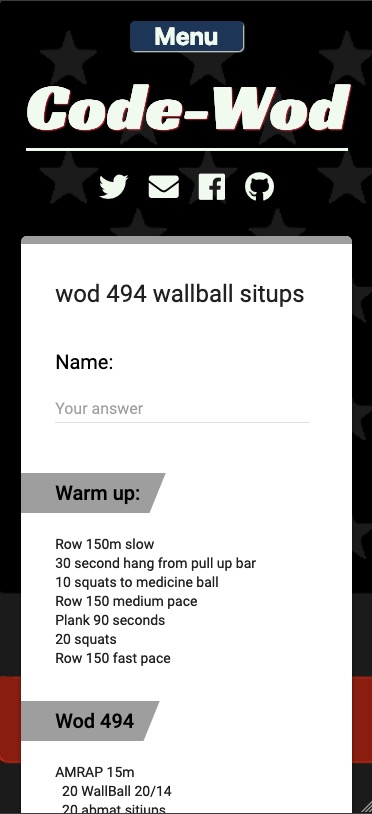 Menu
Code-Wod
wod 494 wallball situps
Name:
Your answer
Warm up:
Row 150m slow
30 second hang from pull up bar
10 squats to medicine ball
Row 150 medium pace
Plank 90 seconds
20 squats
Row 150 fast pace
Wod 494
AMRAP 15m
20 WallBall 20/14
20 abmat situps